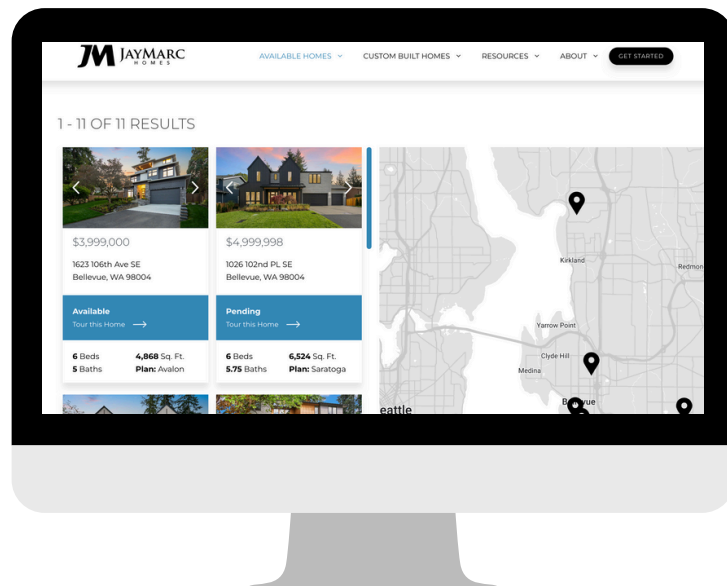 JM JAYMARC
HOMES
AVAILABLE HOMES
CUSTOM BUILT HOMES
RESOURCES
ABOUT
GET STARTED
1 - 11 OF 11 RESULTS
$3,999,000
1623 106th Ave SE
Bellevue, WA 98004
Available
Tour this Home
6 Beds 4,868 Sq. Ft.
5 Baths Plan: Avalon
$4,999,998
1026 102nd PL SE
Bellevue, WA 98004
Pending
Tour this Home
6 Beds 6,524 Sq. Ft.
5.75 Baths Plan: Saratoga
Kirkland
Redmon
Yarrow Point
Clyde Hill
Medina
eattle